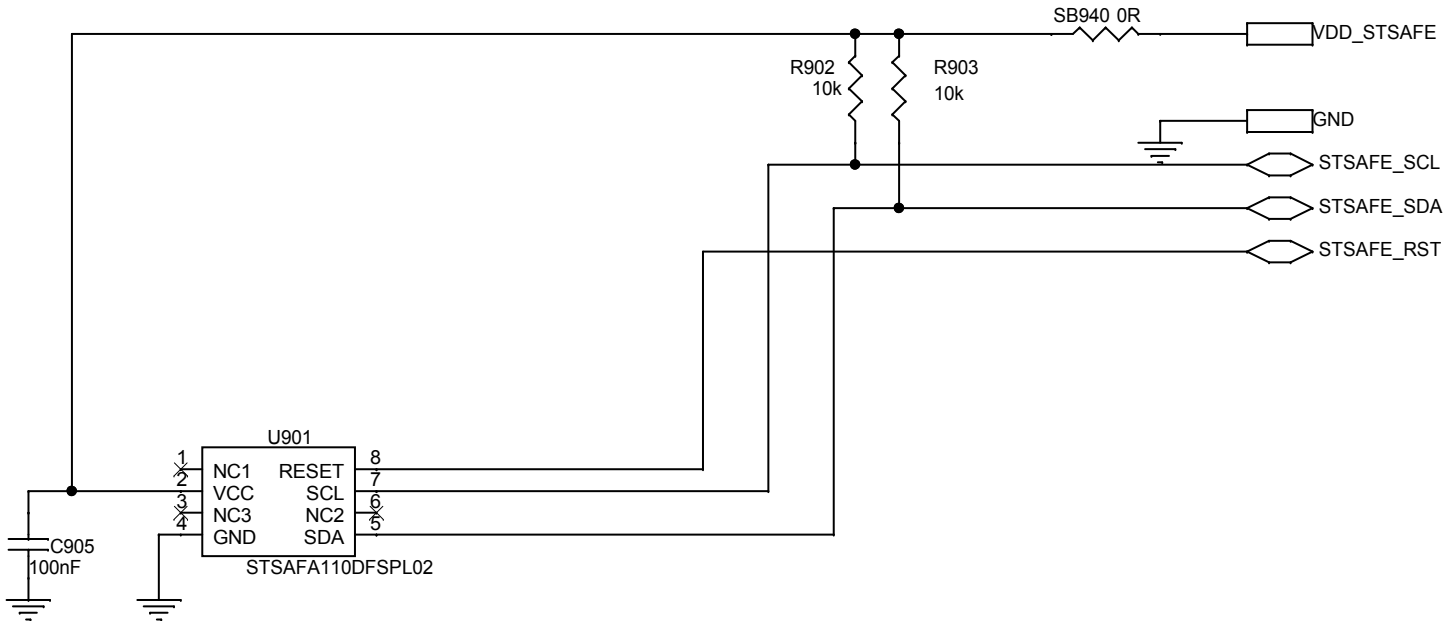 SB940 0R
VDD_STSAFE
R902
10k
R903
10k
GND
STSAFE_SCL
STSAFE_SDA
STSAFE_RST
U901
1 NC1 RESET 8
2 VCC SCL 7
3 NC3 NC2 6
4 GND SDA 5
STSAFA110DFSPL02
C905
100nF